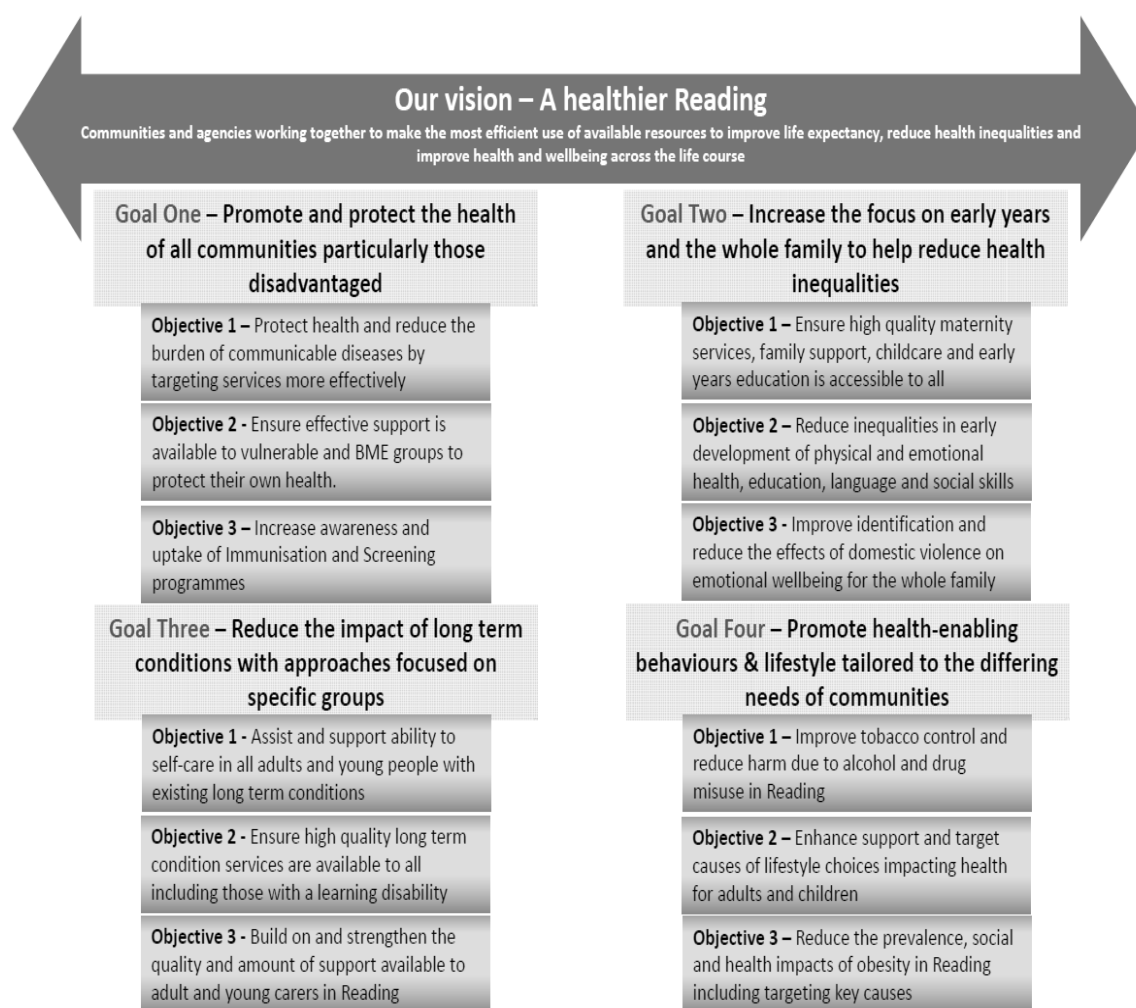 Our vision – A healthier Reading
Communities and agencies working together to make the most efficient use of available resources to improve life expectancy, reduce health inequalities and
improve health and wellbeing across the life course
Goal One – Promote and protect the health
of all communities particularly those
disadvantaged
Objective 1 – Protect health and reduce the
burden of communicable diseases by
targeting services more effectively
Objective 2 - Ensure effective support is
available to vulnerable and BME groups to
protect their own health.
Objective 3 – Increase awareness and
uptake of Immunisation and Screening
programmes
Goal Two – Increase the focus on early years
and the whole family to help reduce health
inequalities
Objective 1 – Ensure high quality maternity
services, family support, childcare and early
years education is accessible to all
Objective 2 – Reduce inequalities in early
development of physical and emotional
health, education, language and social skills
Objective 3 - Improve identification and
reduce the effects of domestic violence on
emotional wellbeing for the whole family
Goal Three – Reduce the impact of long term
conditions with approaches focused on
specific groups
Objective 1 - Assist and support ability to
self-care in all adults and young people with
existing long term conditions
Objective 2 - Ensure high quality long term
condition services are available to all
including those with a learning disability
Objective 3 - Build on and strengthen the
quality and amount of support available to
adult and young carers in Reading
Goal Four – Promote health-enabling
behaviours & lifestyle tailored to the differing
needs of communities
Objective 1 – Improve tobacco control and
reduce harm due to alcohol and drug
misuse in Reading
Objective 2 – Enhance support and target
causes of lifestyle choices impacting health
for adults and children
Objective 3 – Reduce the prevalence, social
and health impacts of obesity in Reading
including targeting key causes